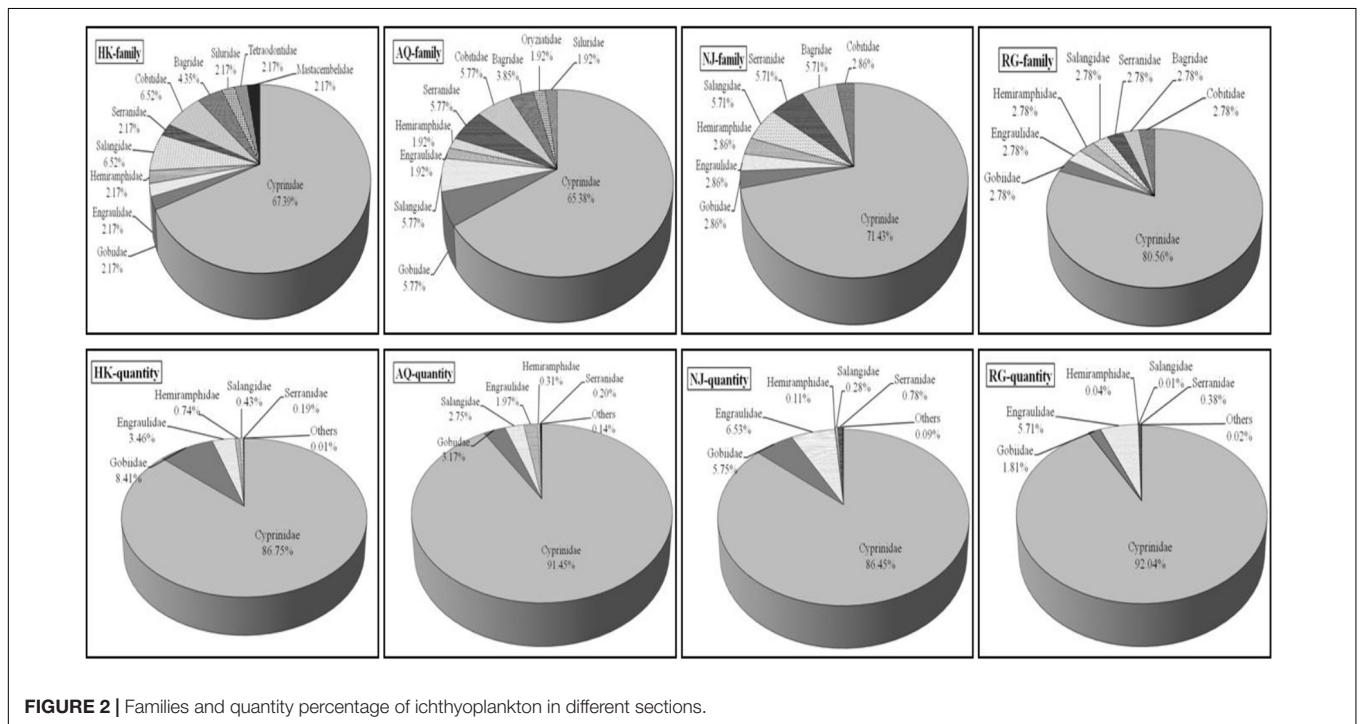 HK-family
Siluridae
2.17%
Tetraodontidae
2.17%
Mastacembelidae
2.17%
Bagridae
4.35%
Cobitidae
6.52%
Serranidae
2.17%
Salangidae
6.52%
Hemiramphidae
2.17%
Engraulidae
2.17%
Gobiidae
2.17%
Cyprinidae
67.39%
AQ-family
Oryziatidae
1.92%
Siluridae
1.92%
Bagridae
3.85%
Cobitidae
5.77%
Serranidae
5.77%
Hemiramphidae
1.92%
Engraulidae
1.92%
Salangidae
5.77%
Gobiidae
5.77%
Cyprinidae
65.38%
NJ-family
Serranidae
5.71%
Bagridae
5.71%
Cobitidae
2.86%
Salangidae
5.71%
Hemiramphidae
2.86%
Engraulidae
2.86%
Gobiidae
2.86%
Cyprinidae
71.43%
RG-family
Salangidae
2.78%
Serranidae
2.78%
Bagridae
2.78%
Cobitidae
2.78%
Hemiramphidae
2.78%
Engraulidae
2.78%
Gobiidae
2.78%
Cyprinidae
80.56%
HK-quantity
Hemiramphidae
0.74%
Salangidae
0.43%
Serranidae
0.19%
Others
0.01%
Engraulidae
3.46%
Gobiidae
8.41%
Cyprinidae
86.75%
AQ-quantity
Hemiramphidae
0.31%
Serranidae
0.20%
Others
0.14%
Engraulidae
1.97%
Salangidae
2.75%
Gobiidae
3.17%
Cyprinidae
91.45%
NJ-quantity
Hemiramphidae
0.11%
Salangidae
0.28%
Serranidae
0.78%
Others
0.09%
Engraulidae
6.53%
Gobiidae
5.75%
Cyprinidae
86.45%
RG-quantity
Hemiramphidae
0.04%
Salangidae
0.01%
Serranidae
0.38%
Others
0.02%
Engraulidae
5.71%
Gobiidae
1.81%
Cyprinidae
92.04%
FIGURE 2 | Families and quantity percentage of ichthyoplankton in different sections.